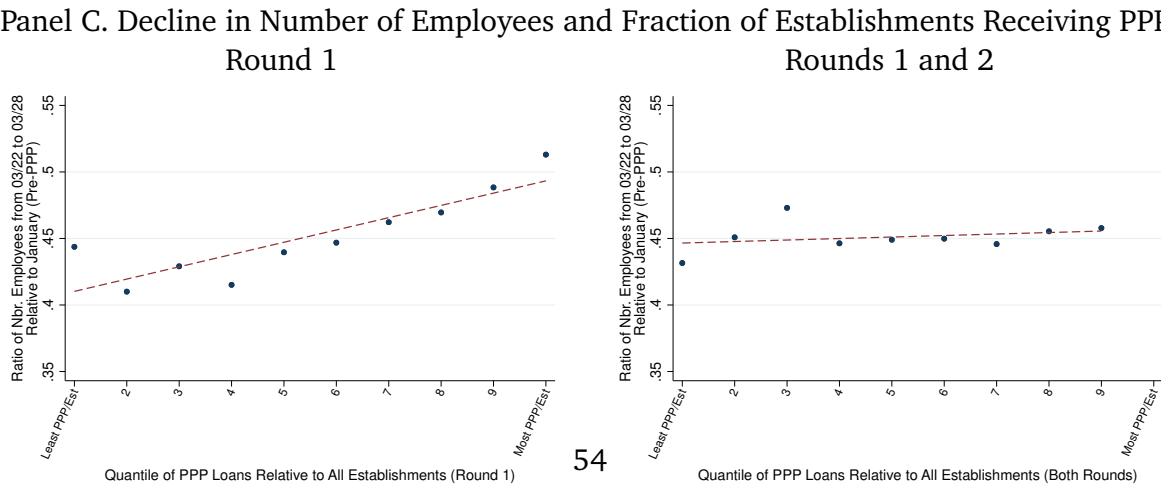 Panel C. Decline in Number of Employees and Fraction of Establishments Receiving PPP
Round 1
Rounds 1 and 2
Ratio of Nbr. Employees from 03/22 to 03/28
Relative to January (Pre-PPP)
.55
.5
.45
.4
.35
Least PPP/Est
2
3
4
5
6
7
8
9
Most PPP/Est
Quantile of PPP Loans Relative to All Establishments (Round 1)
Ratio of Nbr. Employees from 03/22 to 03/28
Relative to January (Pre-PPP)
.55
.5
.45
.4
.35
Least PPP/Est
2
3
4
5
6
7
8
9
Most PPP/Est
Quantile of PPP Loans Relative to All Establishments (Both Rounds)
54